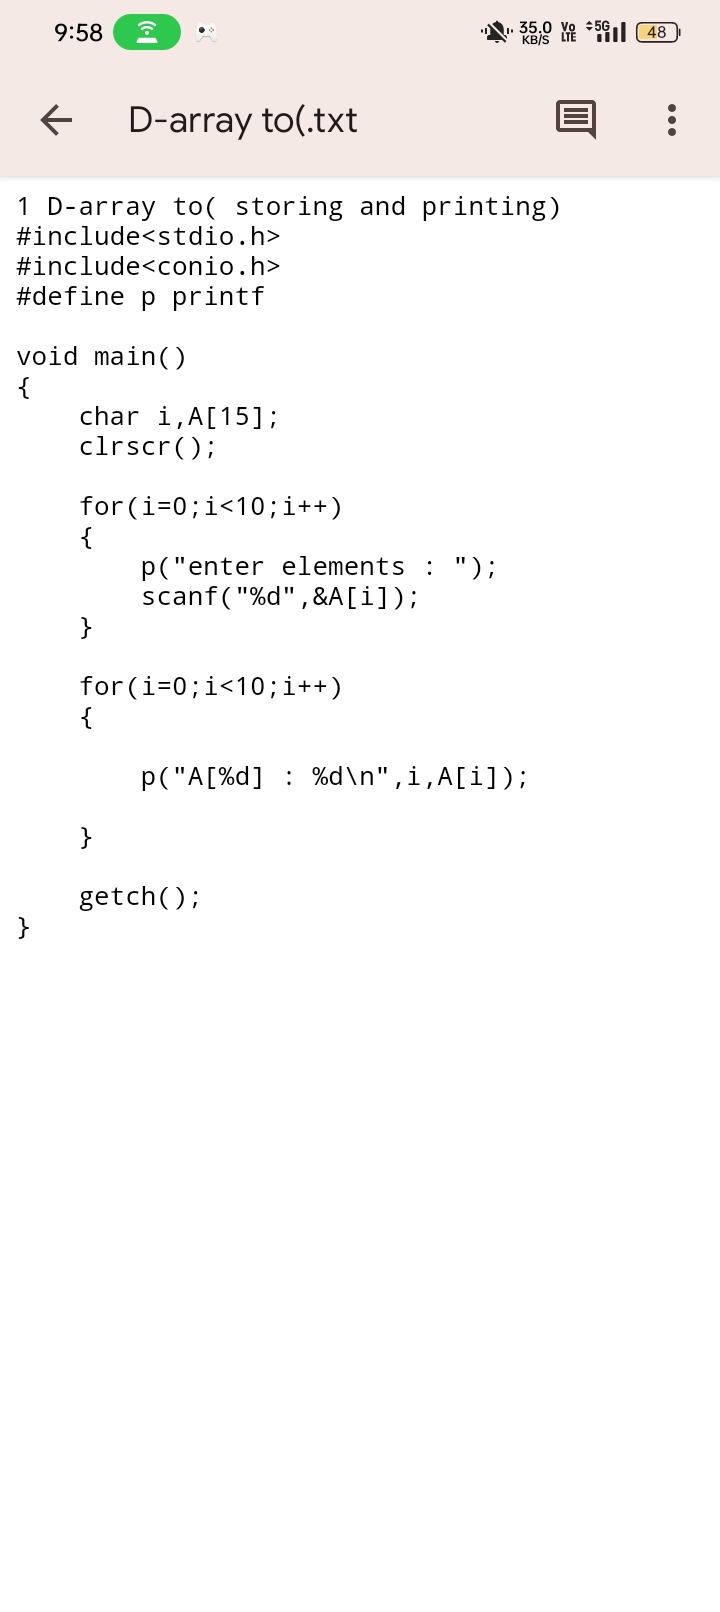 9:58 35.0 KB/S Vo LTE 5G 48
D-array to(.txt
1 D-array to( storing and printing)
#include<stdio.h>
#include<conio.h>
#define p printf
void main()
{
    char i,A[15];
    clrscr();
    for(i=0;i<10;i++)
    {
        p("enter elements : ");
        scanf("%d",&A[i]);
    }
    for(i=0;i<10;i++)
    {
        p("A[%d] : %d\n",i,A[i]);
    }
    getch();
}